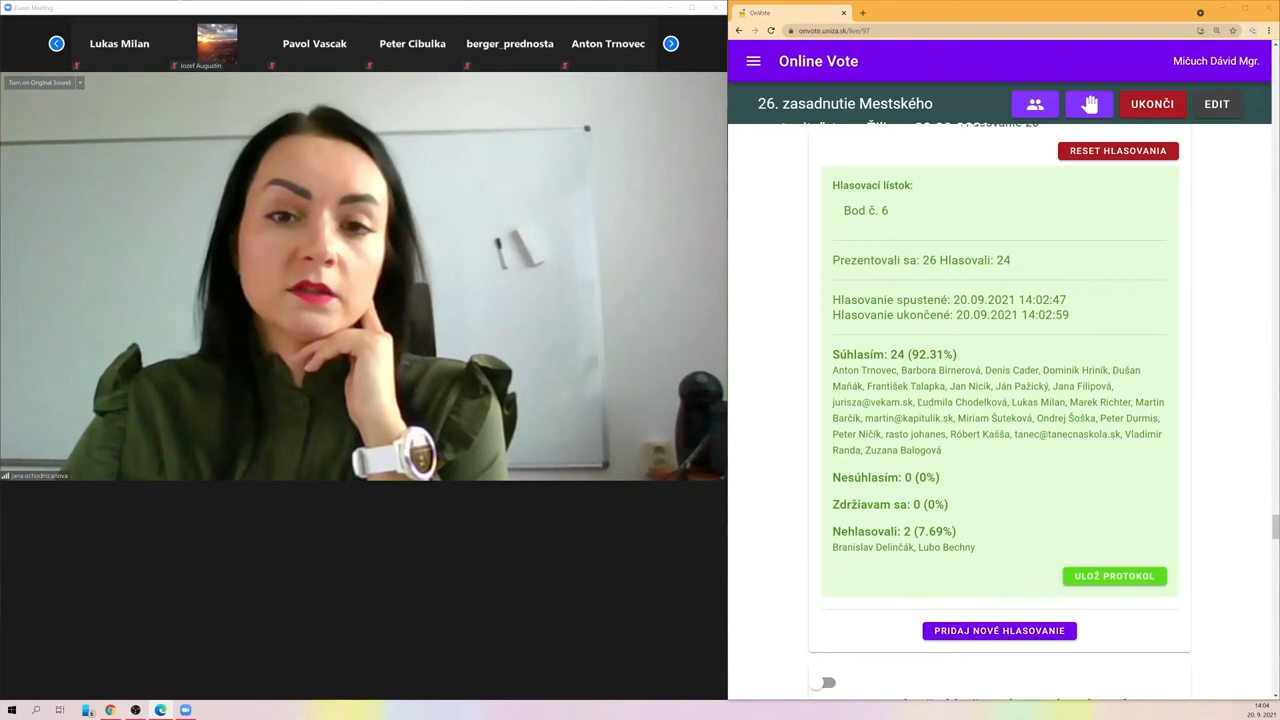 Zoom Meeting
Lukas Milan
Jozef Augustin
Pavol Vascak
Peter Cibulka
berger_prednosta
Anton Trnovec
Turn on Original Sound
jana.ochodnicanova
OnVote
onvote.uniza.sk/live/97
Online Vote
Mičuch Dávid Mgr.
26. zasadnutie Mestského
UKONČI
EDIT
RESET HLASOVANIA
Hlasovací lístok:
Bod č. 6
Prezentovali sa: 26 Hlasovali: 24
Hlasovanie spustené: 20.09.2021 14:02:47
Hlasovanie ukončené: 20.09.2021 14:02:59
Súhlasím: 24 (92.31%)
Anton Trnovec, Barbora Birnerová, Denis Cader, Dominik Hriník, Dušan
Maňák, František Talapka, Jan Nicik, Ján Pažický, Jana Filipová,
jurisza@vekam.sk, Ľudmila Chodelková, Lukas Milan, Marek Richter, Martin
Barčík, martin@kapitulik.sk, Miriam Šuteková, Ondrej Šoška, Peter Durmis,
Peter Ničík, rasto johanes, Róbert Kašša, tanec@tanecnaskola.sk, Vladimir
Randa, Zuzana Balogová
Nesúhlasím: 0 (0%)
Zdržiavam sa: 0 (0%)
Nehlasovali: 2 (7.69%)
Branislav Delinčák, Lubo Bechny
ULOŽ PROTOKOL
PRIDAJ NOVÉ HLASOVANIE
14:04
20. 9. 2021